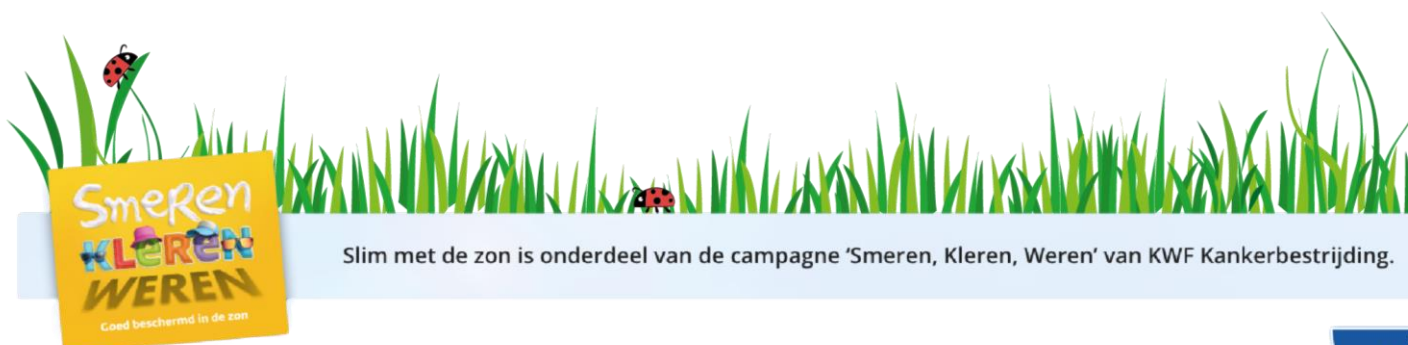 Smeren
KLEREN
WEREN
Goed beschermd in de zon
Slim met de zon is onderdeel van de campagne ‘Smeren, Kleren, Weren’ van KWF Kankerbestrijding.